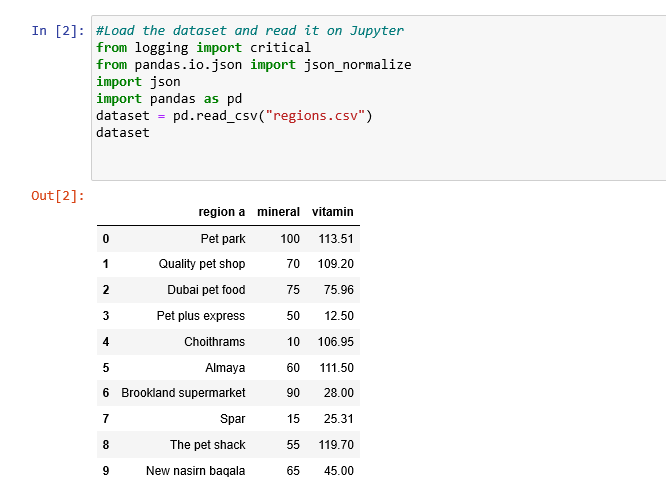 In [2]: #Load the dataset and read it on Jupyter
from logging import critical
from pandas.io.json import json_normalize
import json
import pandas as pd
dataset = pd.read_csv("regions.csv")
dataset
Out[2]:
region a mineral vitamin
0 Pet park 100 113.51
1 Quality pet shop 70 109.20
2 Dubai pet food 75 75.96
3 Pet plus express 50 12.50
4 Choithrams 10 106.95
5 Almaya 60 111.50
6 Brookland supermarket 90 28.00
7 Spar 15 25.31
8 The pet shack 55 119.70
9 New nasirn baqala 65 45.00